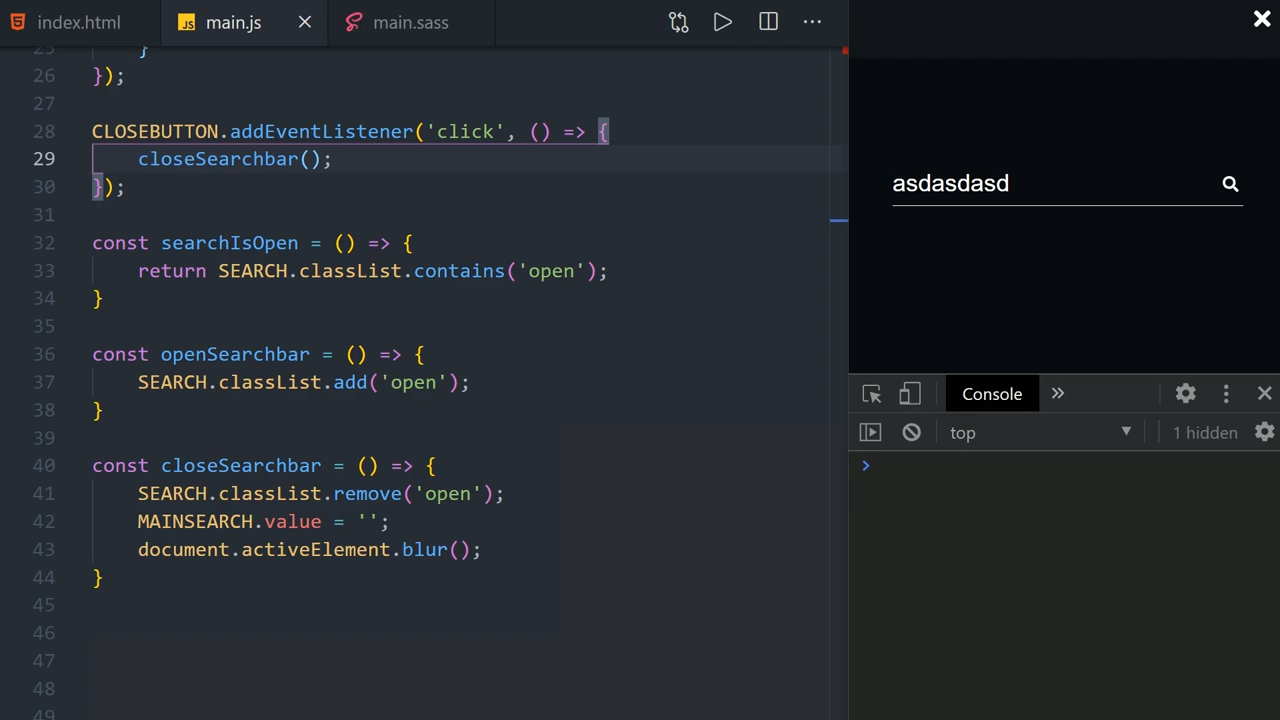 index.html
JS main.js
main.sass
25 }
26 });
27
28 CLOSEBUTTON.addEventListener('click', () => {
29 closeSearchbar();
30 });
31
32 const searchIsOpen = () => {
33 return SEARCH.classList.contains('open');
34 }
35
36 const openSearchbar = () => {
37 SEARCH.classList.add('open');
38 }
39
40 const closeSearchbar = () => {
41 SEARCH.classList.remove('open');
42 MAINSEARCH.value = '';
43 document.activeElement.blur();
44 }
45
46
47
48
49
asdasdasd
Console
top
1 hidden